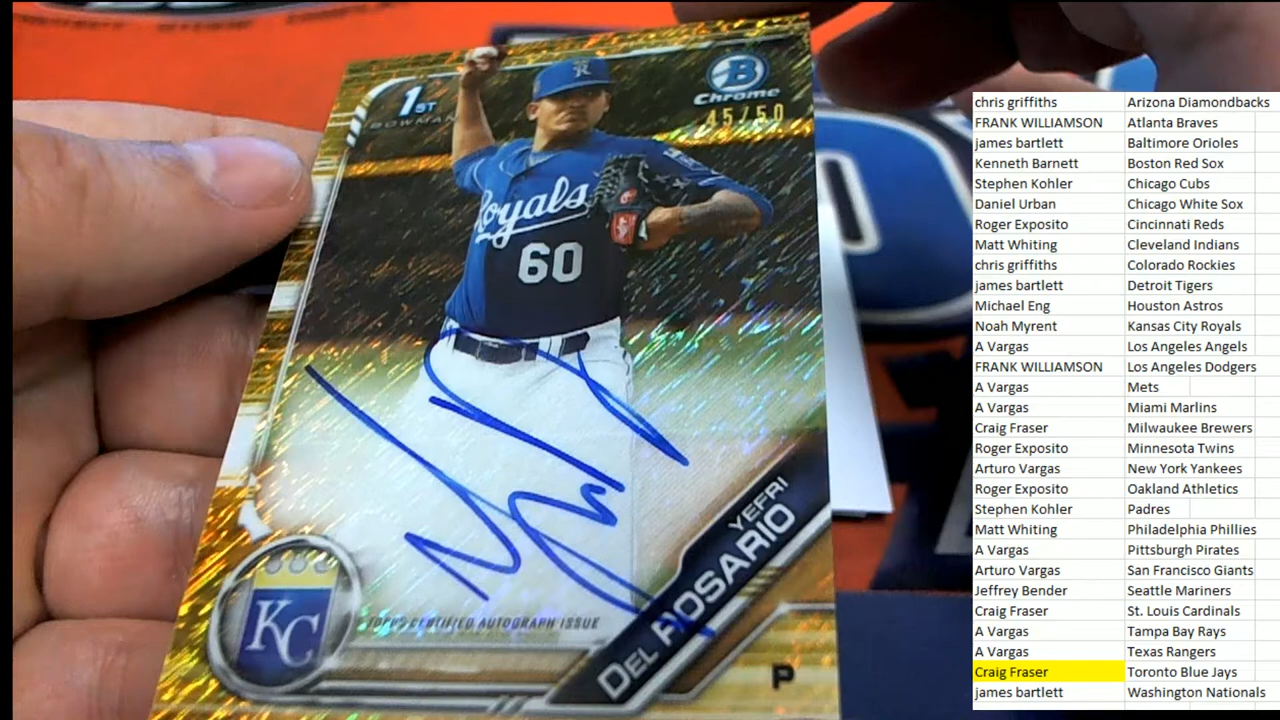 1ST
BOWMAN
B
Chrome
45/50
R
Royals
60
YEFRI
DEL ROSARIO
KC
TOPPS CERTIFIED AUTOGRAPH ISSUE
P
chris griffiths Arizona Diamondbacks
FRANK WILLIAMSON Atlanta Braves
james bartlett Baltimore Orioles
Kenneth Barnett Boston Red Sox
Stephen Kohler Chicago Cubs
Daniel Urban Chicago White Sox
Roger Exposito Cincinnati Reds
Matt Whiting Cleveland Indians
chris griffiths Colorado Rockies
james bartlett Detroit Tigers
Michael Eng Houston Astros
Noah Myrent Kansas City Royals
A Vargas Los Angeles Angels
FRANK WILLIAMSON Los Angeles Dodgers
A Vargas Mets
A Vargas Miami Marlins
Craig Fraser Milwaukee Brewers
Roger Exposito Minnesota Twins
Arturo Vargas New York Yankees
Roger Exposito Oakland Athletics
Stephen Kohler Padres
Matt Whiting Philadelphia Phillies
A Vargas Pittsburgh Pirates
Arturo Vargas San Francisco Giants
Jeffrey Bender Seattle Mariners
Craig Fraser St. Louis Cardinals
A Vargas Tampa Bay Rays
A Vargas Texas Rangers
Craig Fraser Toronto Blue Jays
james bartlett Washington Nationals